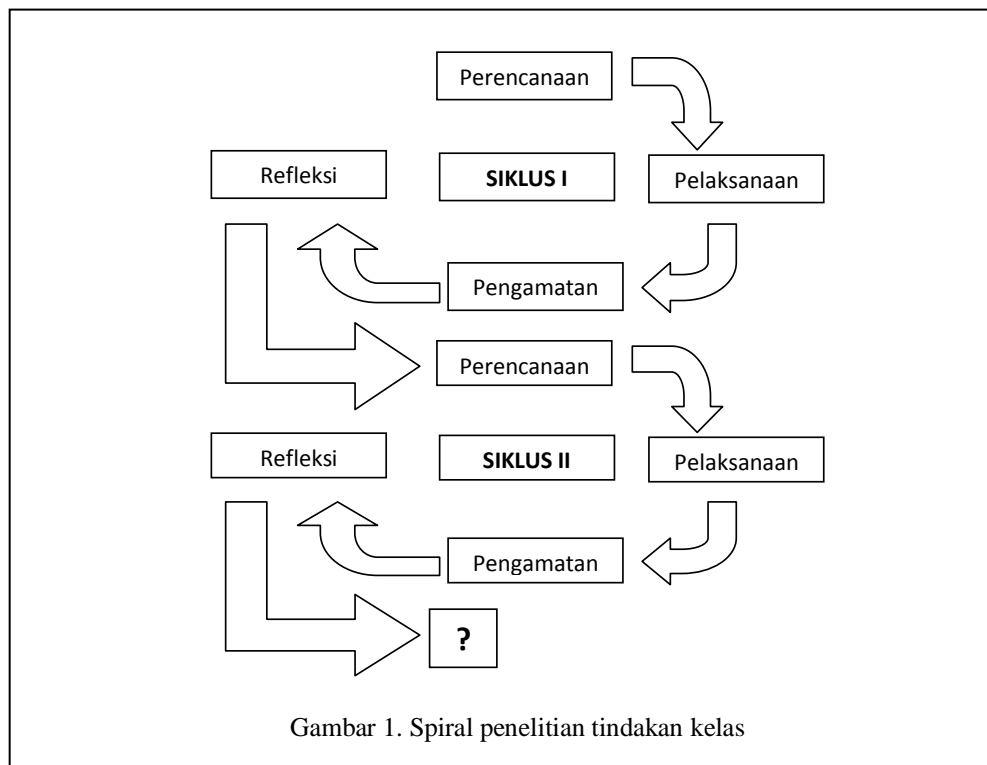 Perencanaan
Refleksi
SIKLUS I
Pelaksanaan
Pengamatan
Perencanaan
Refleksi
SIKLUS II
Pelaksanaan
Pengamatan
?
Gambar 1. Spiral penelitian tindakan kelas